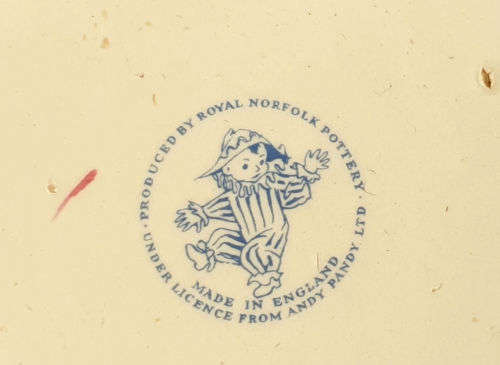 · PRODUCED BY ROYAL NORFOLK POTTERY ·
UNDER LICENCE FROM ANDY PANDY LTD
MADE IN ENGLAND